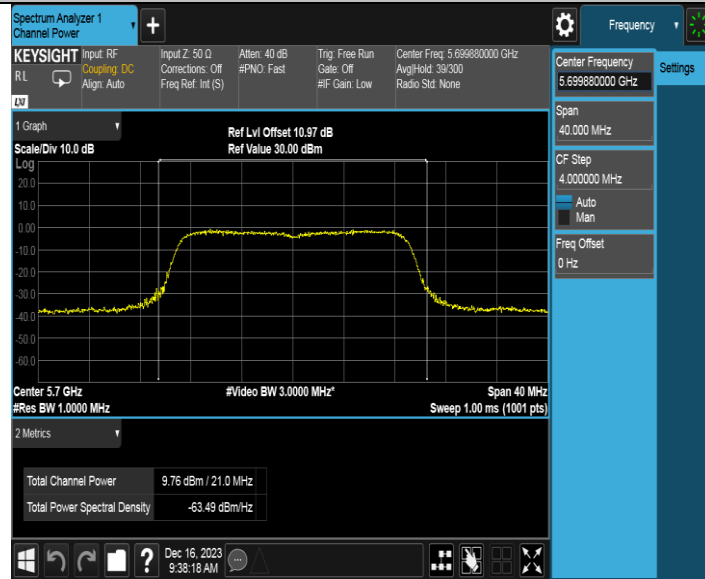 Spectrum Analyzer 1
Channel Power
+
Frequency
KEYSIGHT
RL
LXI
Input: RF
Coupling: DC
Align: Auto
Input Z: 50 Ω
Corrections: Off
Freq Ref: Int (S)
Atten: 40 dB
#PNO: Fast
Trig: Free Run
Gate: Off
#IF Gain: Low
Center Freq: 5.699880000 GHz
Avg|Hold: 39/300
Radio Std: None
Center Frequency
5.699880000 GHz
Settings
Span
40.000 MHz
CF Step
4.000000 MHz
Auto
Man
Freq Offset
0 Hz
1 Graph
Scale/Div 10.0 dB
Ref Lvl Offset 10.97 dB
Ref Value 30.00 dBm
Log
20.0
10.0
0.00
-10.0
-20.0
-30.0
-40.0
-50.0
-60.0
Center 5.7 GHz
#Res BW 1.0000 MHz
#Video BW 3.0000 MHz*
Span 40 MHz
Sweep 1.00 ms (1001 pts)
2 Metrics
Total Channel Power 9.76 dBm / 21.0 MHz
Total Power Spectral Density -63.49 dBm/Hz
?
Dec 16, 2023
9:38:18 AM